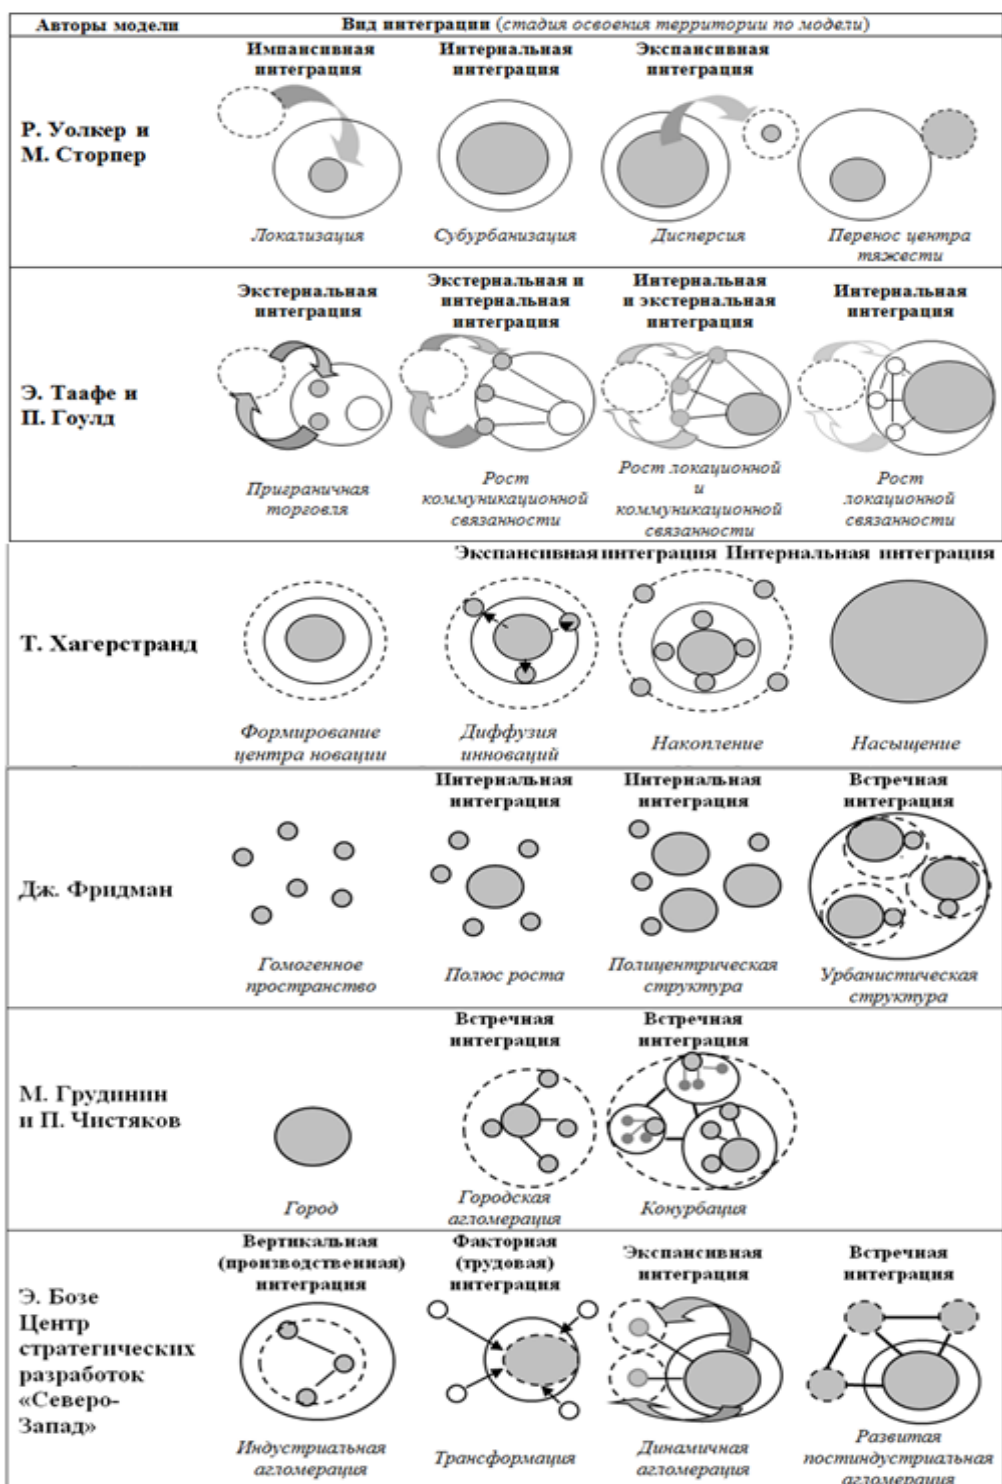 Авторы модели
Вид интеграции (стадия освоения территории по модели)
Р. Уолкер и
М. Сторпер
Импансивная
интеграция
Интернальная
интеграция
Экспансивная
интеграция
Локализация
Субурбанизация
Дисперсия
Перенос центра
тяжести
Э. Таафе и
П. Гоулд
Экстернальная
интеграция
Экстернальная и
интернальная
интеграция
Интернальная
и экстернальная
интеграция
Интернальная
интеграция
Приграничная
торговля
Рост
коммуникационной
связанности
Рост локационной
и
коммуникационной
связанности
Рост
локационной
связанности
Т. Хагерстранд
Экспансивная интеграция
Интернальная интеграция
Формирование
центра новации
Диффузия
инноваций
Накопление
Насыщение
Дж. Фридман
Интернальная
интеграция
Интернальная
интеграция
Встречная
интеграция
Гомогенное
пространство
Полюс роста
Полицентрическая
структура
Урбанистическая
структура
М. Грудинин
и П. Чистяков
Встречная
интеграция
Встречная
интеграция
Город
Городская
агломерация
Конурбация
Э. Бозе
Центр
стратегических
разработок
«Северо-
Запад»
Вертикальная
(производственная)
интеграция
Факторная
(трудовая)
интеграция
Экспансивная
интеграция
Встречная
интеграция
Индустриальная
агломерация
Трансформация
Динамичная
агломерация
Развитая
постиндустриальная
агломерация